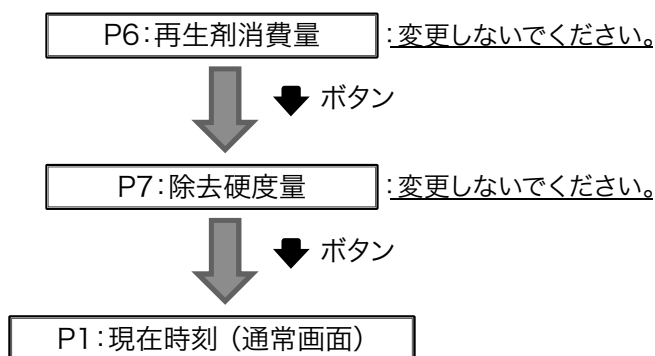 P6：再生剤消費量 ：変更しないでください。
ボタン
P7：除去硬度量 ：変更しないでください。
ボタン
P1：現在時刻（通常画面）